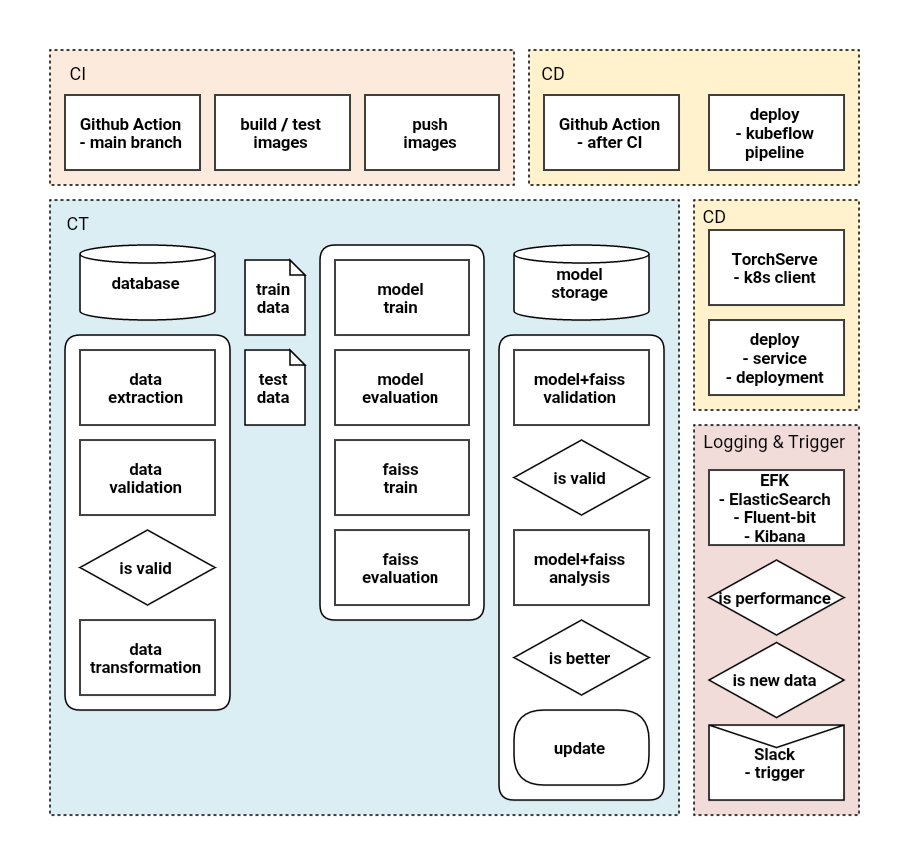 CI
Github Action
- main branch
build / test
images
push
images
CD
Github Action
- after CI
deploy
- kubeflow
pipeline
CT
database
data
extraction
data
validation
is valid
data
transformation
train
data
test
data
model
train
model
evaluation
faiss
train
faiss
evaluation
model
storage
model+faiss
validation
is valid
model+faiss
analysis
is better
update
CD
TorchServe
- k8s client
deploy
- service
- deployment
Logging & Trigger
EFK
- ElasticSearch
- Fluent-bit
- Kibana
is performance
is new data
Slack
- trigger